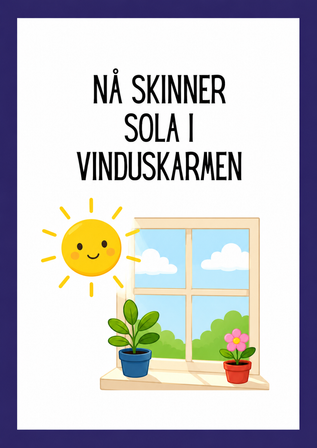 NÅ SKINNER
SOLA I
VINDUSKARMEN